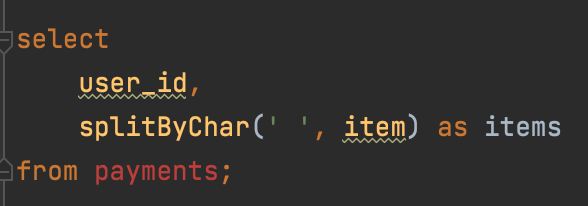 select
user_id,
splitByChar(' ', item) as items
from payments;